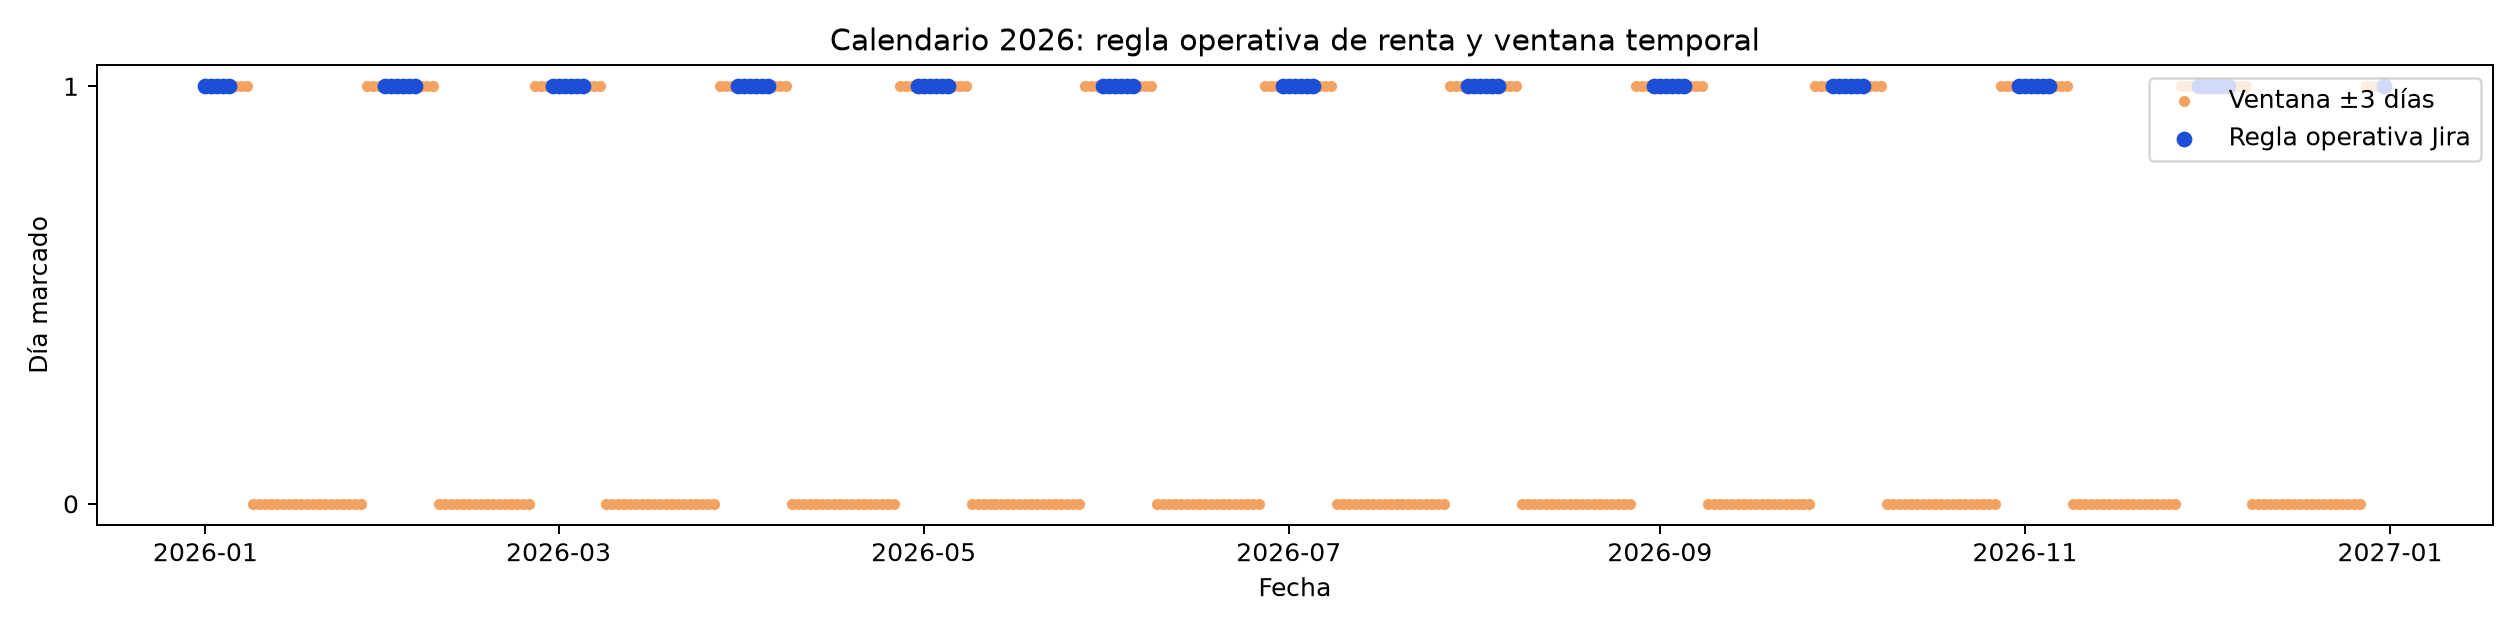 Calendario 2026: regla operativa de renta y ventana temporal
1
Ventana ±3 días
Regla operativa Jira
Día marcado
0
2026-01 2026-03 2026-05 2026-07 2026-09 2026-11 2027-01
Fecha